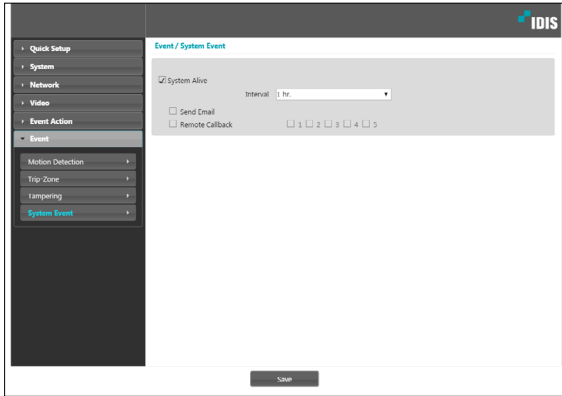 IDIS
Quick Setup
System
Network
Video
Event Action
Event
Motion Detection
Trip-Zone
Tampering
System Event
Event / System Event
System Alive
Interval 1 hr.
Send Email
Remote Callback 1 2 3 4 5
Save